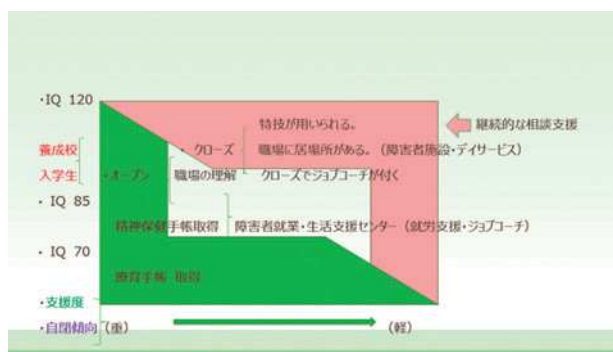 ・IQ 120
特技が用いられる。
継続的な相談支援
養成校
・クローズ
職場に居場所がある。(障害者施設・デイサービス)
入学生
・オープン
職場の理解
クローズでジョブコーチが付く
・IQ 85
精神保健手帳取得
障害者就業・生活支援センター(就労支援・ジョブコーチ)
・IQ 70
療育手帳 取得
・支援度
・自閉傾向(重)
(軽)